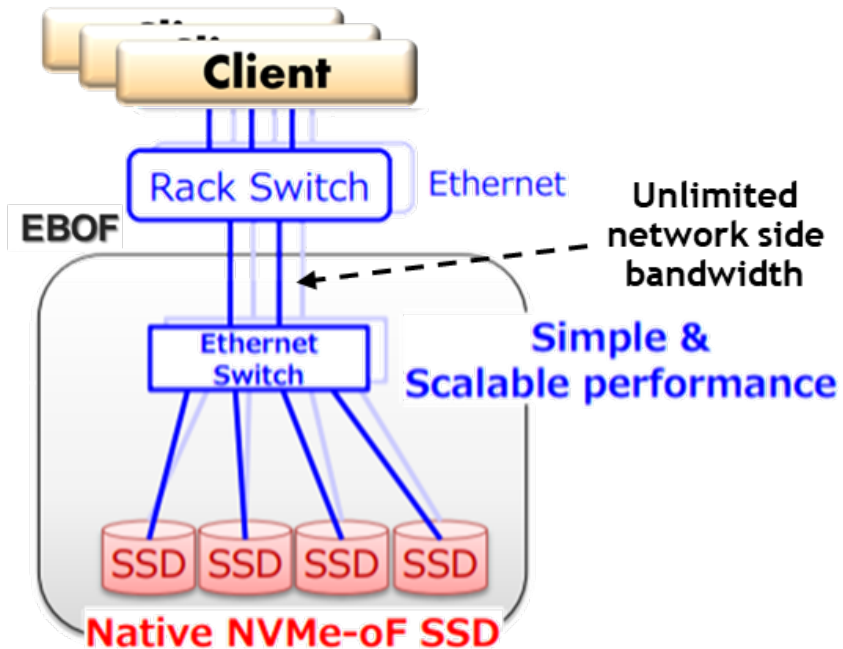 Client
Rack Switch
Ethernet
EBOF
Unlimited
network side
bandwidth
Ethernet
Switch
Simple &
Scalable performance
SSD SSD SSD SSD
Native NVMe-oF SSD